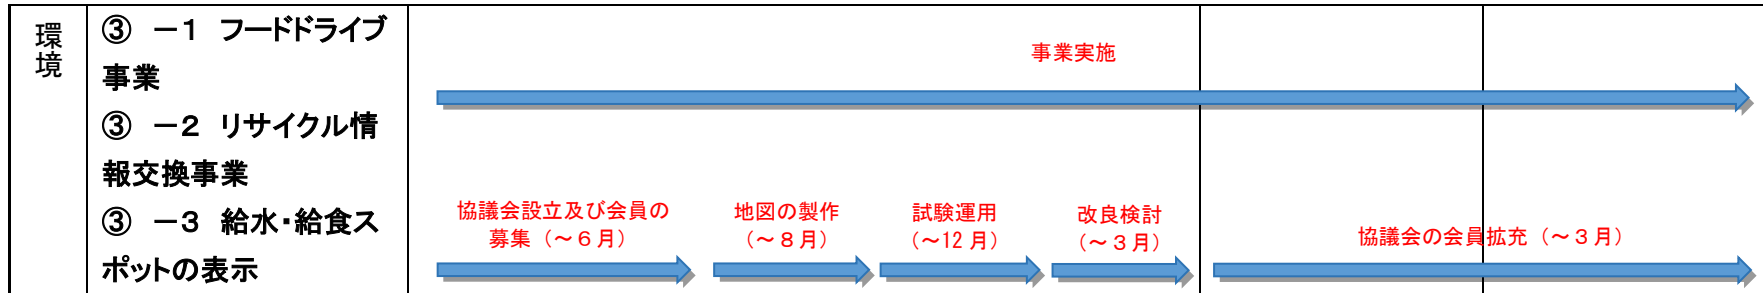 環境
③ －１ フードドライブ
事業
③ －２ リサイクル情
報交換事業
③ －３ 給水・給食ス
ポットの表示
事業実施
協議会設立及び会員の
募集（～６月）
地図の製作
（～８月）
試験運用
（～12 月）
改良検討
（～３月）
協議会の会員拡充（～３月）